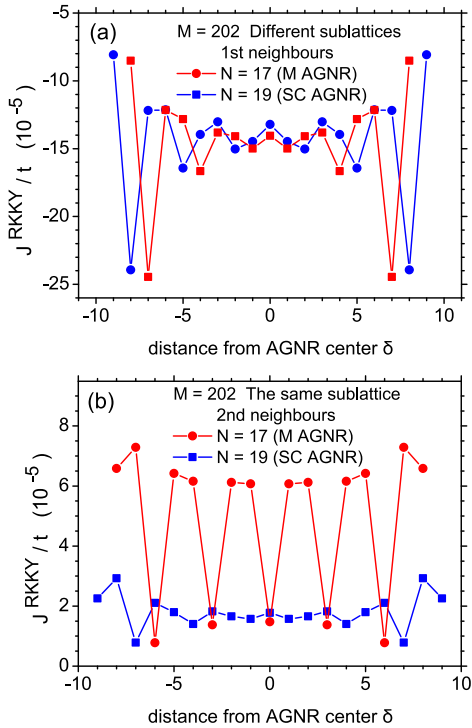 (a)
M = 202 Different sublattices
1st neighbours
N = 17 (M AGNR)
N = 19 (SC AGNR)
-5
-10
-15
-20
-25
J RKKY / t (10-5)
-10 -5 0 5 10
distance from AGNR center δ
(b)
M = 202 The same sublattice
2nd neighbours
N = 17 (M AGNR)
N = 19 (SC AGNR)
8
6
4
2
0
J RKKY / t (10-5)
-10 -5 0 5 10
distance from AGNR center δ